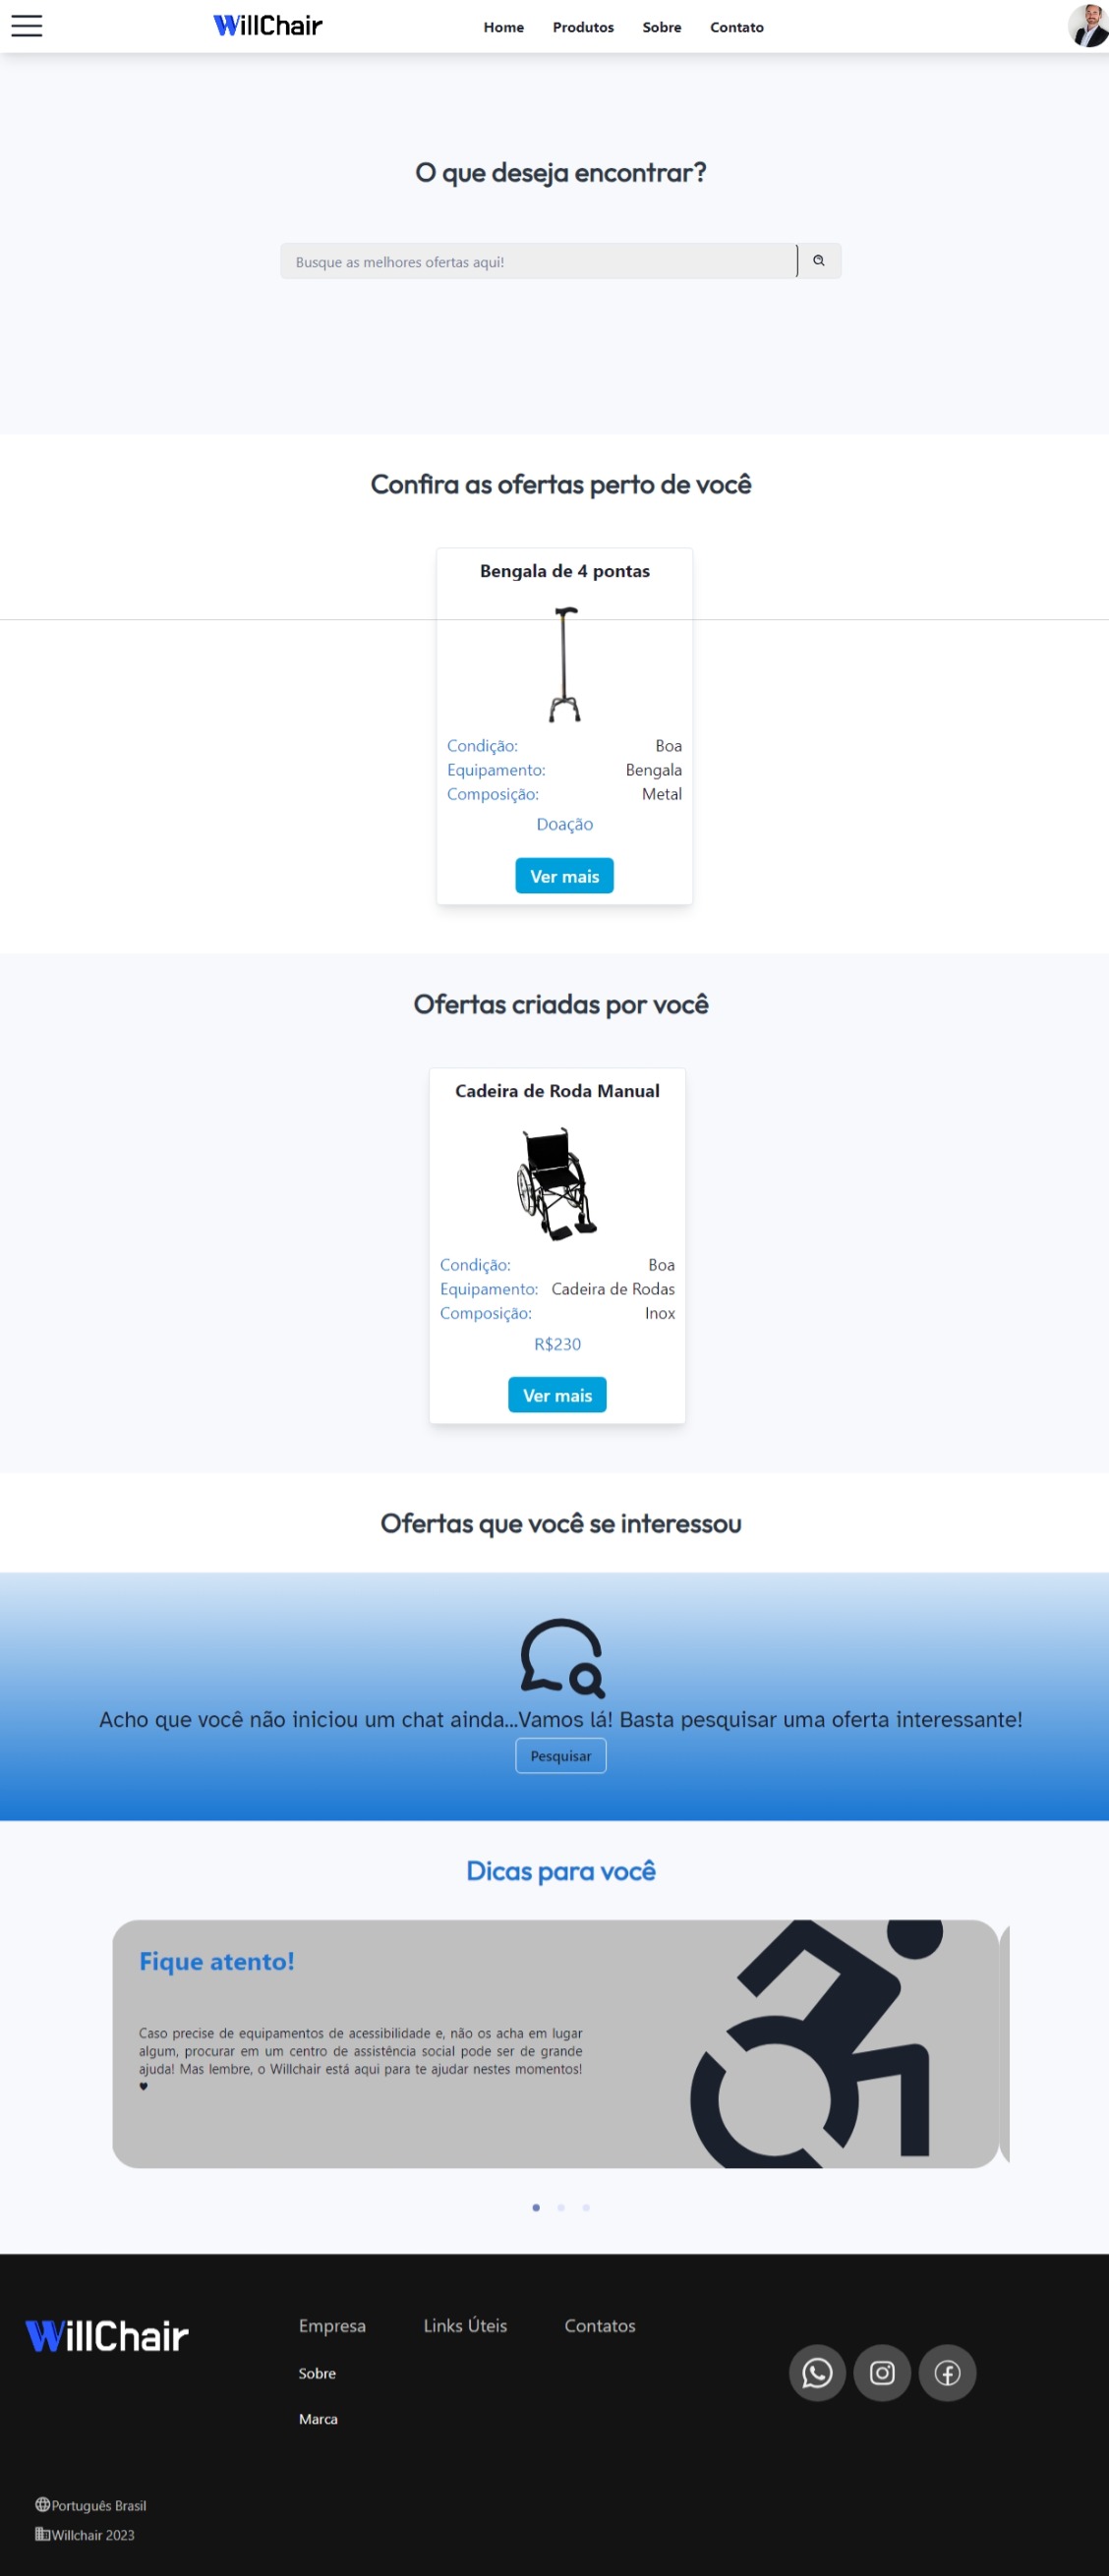 WillChair
Home
Produtos
Sobre
Contato
O que deseja encontrar?
Busque as melhores ofertas aqui!
Confira as ofertas perto de você
Bengala de 4 pontas
Condição: Boa
Equipamento: Bengala
Composição: Metal
Doação
Ver mais
Ofertas criadas por você
Cadeira de Roda Manual
Condição: Boa
Equipamento: Cadeira de Rodas
Composição: Inox
R$230
Ver mais
Ofertas que você se interessou
Acho que você não iniciou um chat ainda...Vamos lá! Basta pesquisar uma oferta interessante!
Pesquisar
Dicas para você
Fique atento!
Caso precise de equipamentos de acessibilidade e, não os acha em lugar
algum, procurar em um centro de assistência social pode ser de grande
ajuda! Mas lembre, o Willchair está aqui para te ajudar nestes momentos!
♥
WillChair
Empresa
Sobre
Marca
Links Úteis
Contatos
Português Brasil
Willchair 2023